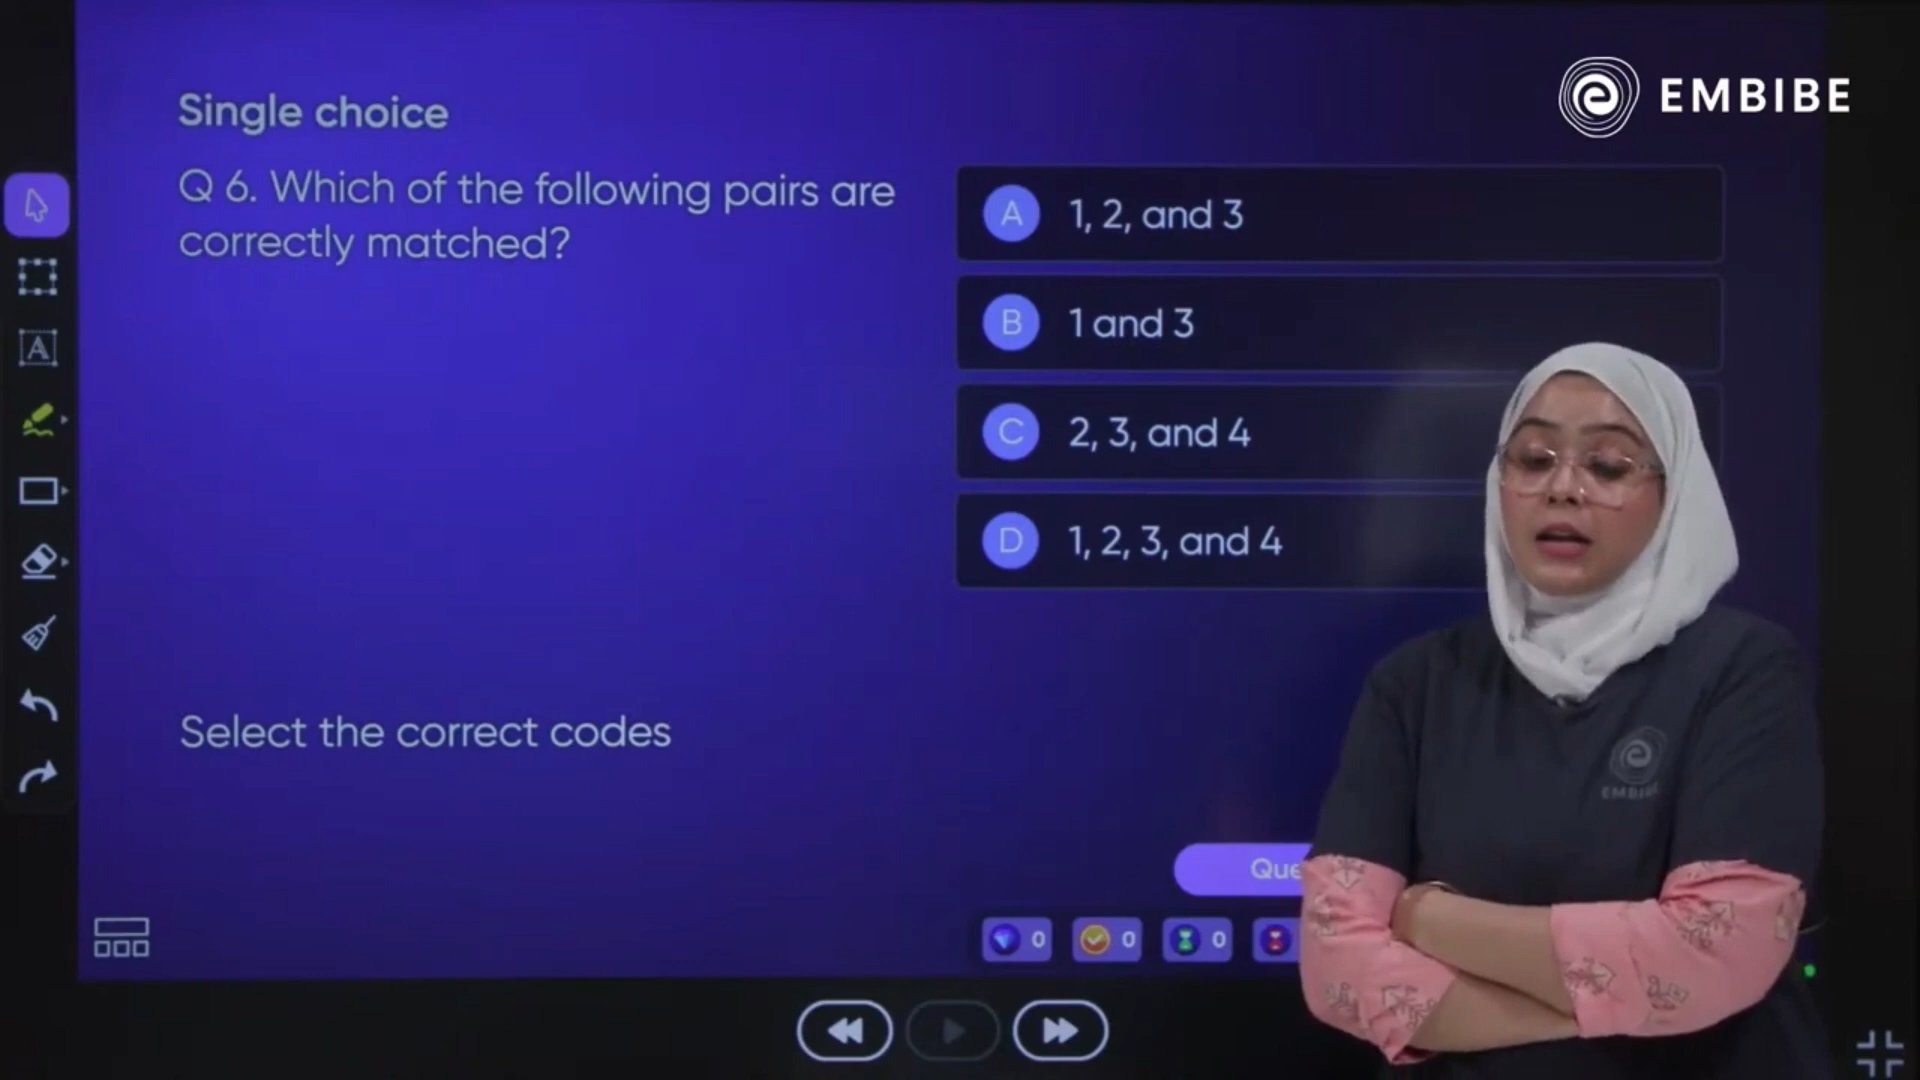 EMBIBE
Single choice
Q 6. Which of the following pairs are
correctly matched?
A 1, 2, and 3
B 1 and 3
C 2, 3, and 4
D 1, 2, 3, and 4
Select the correct codes
Que
0 0 0
A
EMBIBE